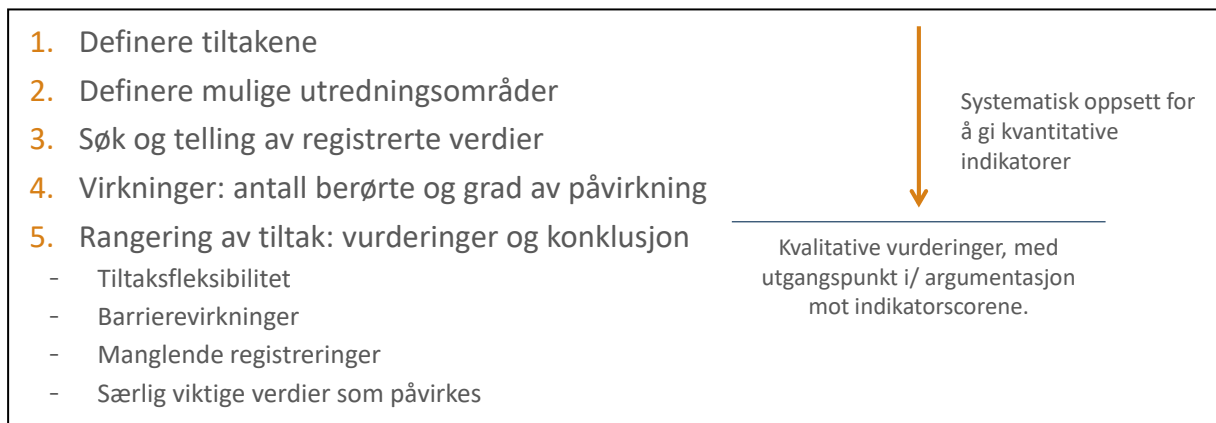 1. Definere tiltakene
2. Definere mulige utredningsområder
3. Søk og telling av registrerte verdier
4. Virkninger: antall berørte og grad av påvirkning
5. Rangering av tiltak: vurderinger og konklusjon
- Tiltaksfleksibilitet
- Barrierevirkninger
- Manglende registreringer
- Særlig viktige verdier som påvirkes
Systematisk oppsett for
å gi kvantitative
indikatorer
Kvalitative vurderinger, med
utgangspunkt i/ argumentasjon
mot indikatorscorene.